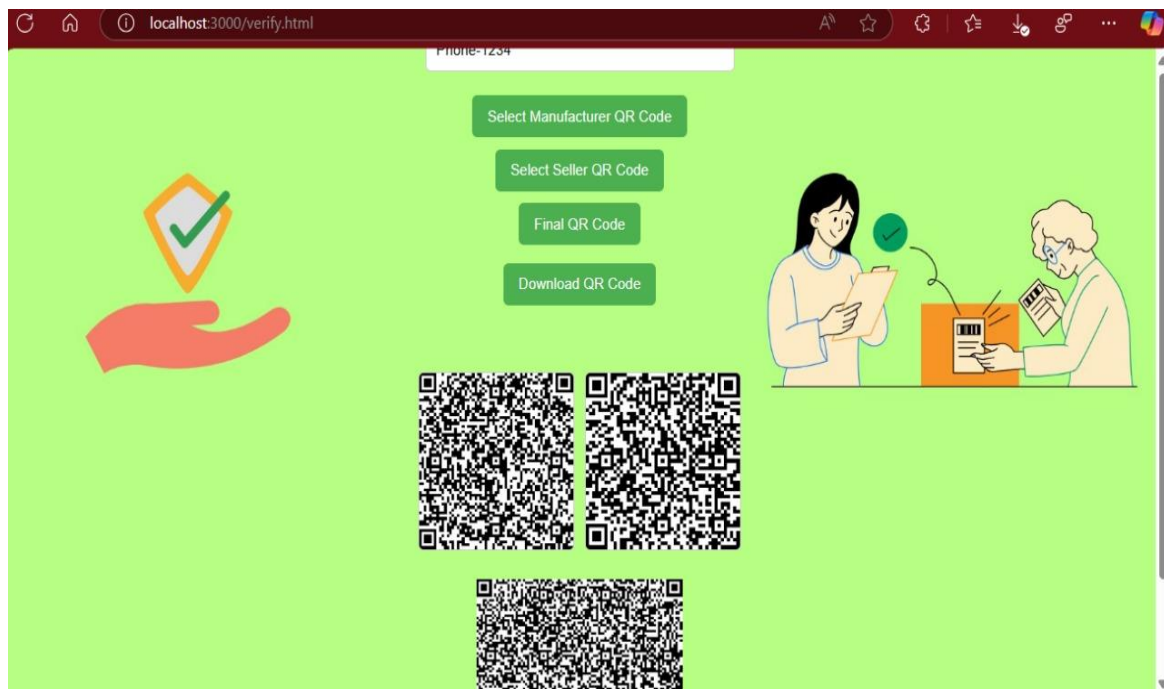 localhost:3000/verify.html
Phone-1234
Select Manufacturer QR Code
Select Seller QR Code
Final QR Code
Download QR Code